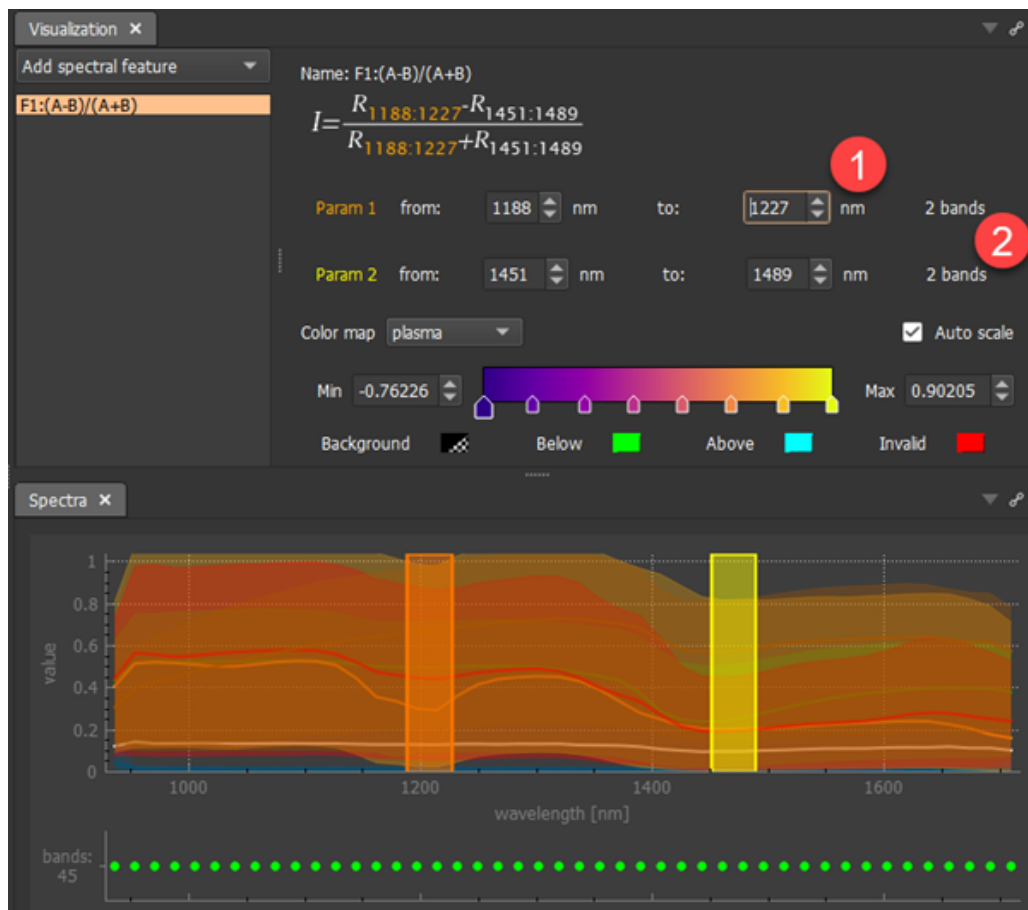 Visualization ×
Add spectral feature
F1:(A-B)/(A+B)
Name: F1:(A-B)/(A+B)
I=
R1188:1227-R1451:1489
R1188:1227+R1451:1489
1
Param 1 from: 1188 nm to: 1227 nm 2 bands
2
Param 2 from: 1451 nm to: 1489 nm 2 bands
Color map plasma Auto scale
Min -0.76226 Max 0.90205
Background Below Above Invalid
Spectra ×
1
0.8
0.6
0.4
0.2
0
value
1000 1200 1400 1600
wavelength [nm]
bands:
45